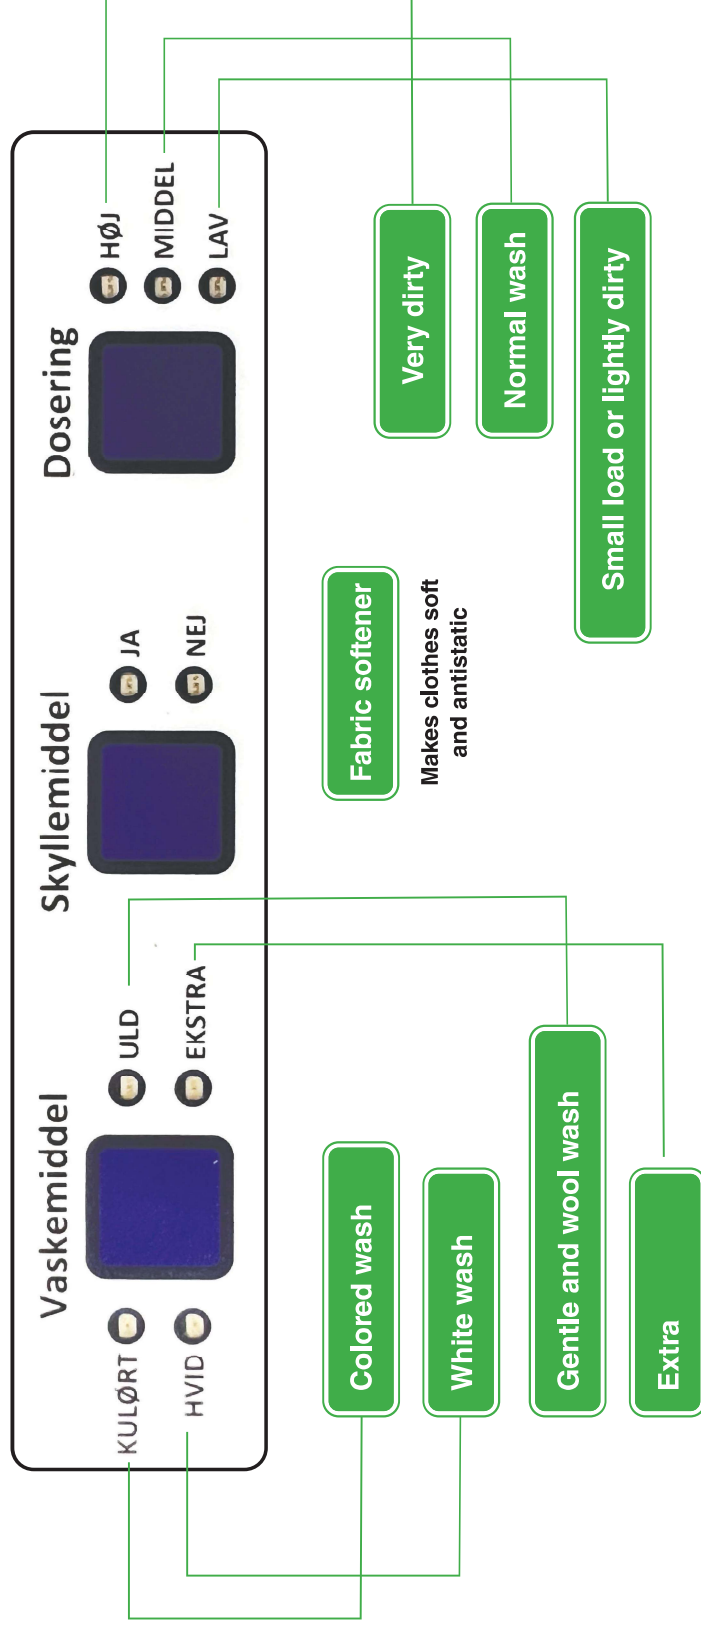 Vaskemiddel
KULØRT
HVID
ULD
EKSTRA
Skyllemiddel
JA
NEJ
Dosering
HØJ
MIDDEL
LAV
Colored wash
White wash
Gentle and wool wash
Extra
Fabric softener
Makes clothes soft
and antistatic
Very dirty
Normal wash
Small load or lightly dirty